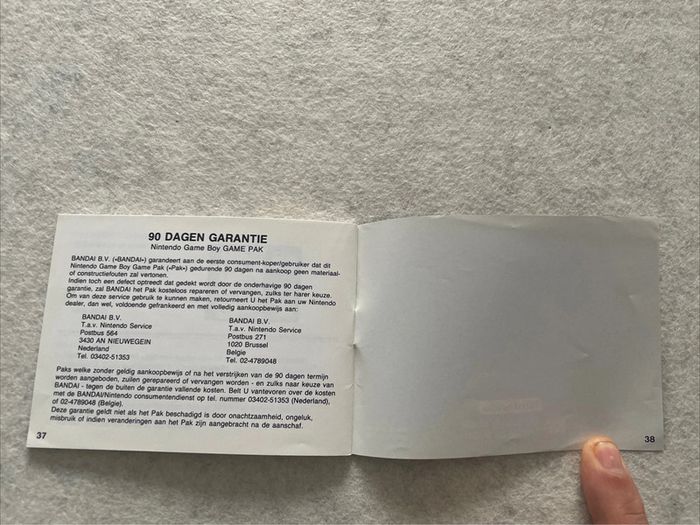 90 DAGEN GARANTIE
Nintendo Game Boy GAME PAK
BANDAI B.V. («BANDAI») garandeert aan de eerste consument-koper/gebruiker dat dit
Nintendo Game Boy Game Pak («Pak») gedurende 90 dagen na aankoop geen materiaal-
of constructiefouten zal vertonen.
Indien toch een defect optreedt dat gedekt wordt door de onderhavige 90 dagen
garantie, zal BANDAI het Pak kosteloos repareren of vervangen, zulks ter harer keuze.
Om van deze service gebruik te kunnen maken, retourneert U het Pak aan uw Nintendo
dealer, dan wel, voldoende gefrankeerd en met volledig aankoopbewijs aan:
BANDAI B.V.
T.a.v. Nintendo Service
Postbus 564
3430 AN NIEUWEGEIN
Nederland
Tel. 03402-51353
BANDAI B.V.
T.a.v. Nintendo Service
Postbus 271
1020 Brussel
Belgie
Tel. 02-4789048
Paks welke zonder geldig aankoopbewijs of na het verstrijken van de 90 dagen termijn
worden aangeboden, zullen gerepareerd of vervangen worden - en zulks naar keuze van
BANDAI - tegen de buiten de garantie vallende kosten. Belt U vantevoren over de kosten
met de BANDAI/Nintendo consumentendienst op tel. nummer 03402-51353 (Nederland),
of 02-4789048 (Belgie).
Deze garantie geldt niet als het Pak beschadigd is door onachtzaamheid, ongeluk,
misbruik of indien veranderingen aan het Pak zijn aangebracht na de aanschaf.
37
38